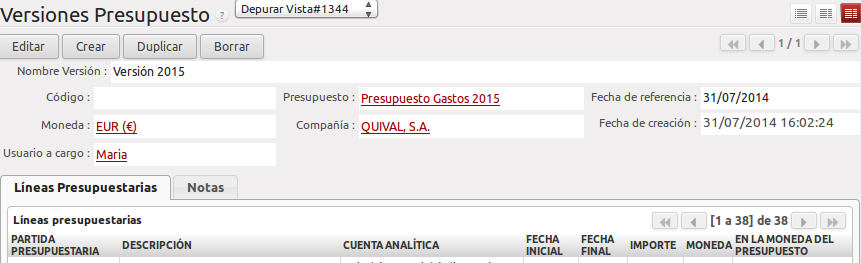 Versiones Presupuesto ? Depurar Vista#1344
Editar Crear Duplicar Borrar 1 / 1
Nombre Versión : Versión 2015
Código : Presupuesto : Presupuesto Gastos 2015 Fecha de referencia : 31/07/2014
Moneda : EUR (€) Compañía : QUIVAL, S.A. Fecha de creación : 31/07/2014 16:02:24
Usuario a cargo : Maria
Líneas Presupuestarias Notas
Líneas presupuestarias [1 a 38] de 38
PARTIDA PRESUPUESTARIA DESCRIPCIÓN CUENTA ANALÍTICA FECHA INICIAL FECHA FINAL IMPORTE MONEDA EN LA MONEDA DEL PRESUPUESTO